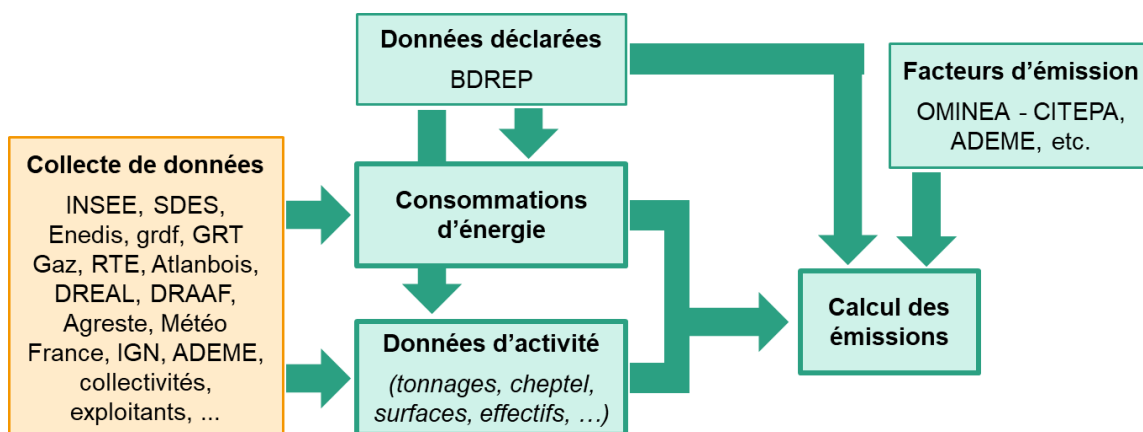 Données déclarées
BDREP
Facteurs d'émission
OMINEA - CITEPA,
ADEME, etc.
Collecte de données
INSEE, SDES,
Enedis, grdf, GRT
Gaz, RTE, Atlanbois,
DREAL, DRAAF,
Agreste, Météo
France, IGN, ADEME,
collectivités,
exploitants, ...
Consommations
d'énergie
Données d'activité
(tonnages, cheptel,
surfaces, effectifs, …)
Calcul des
émissions